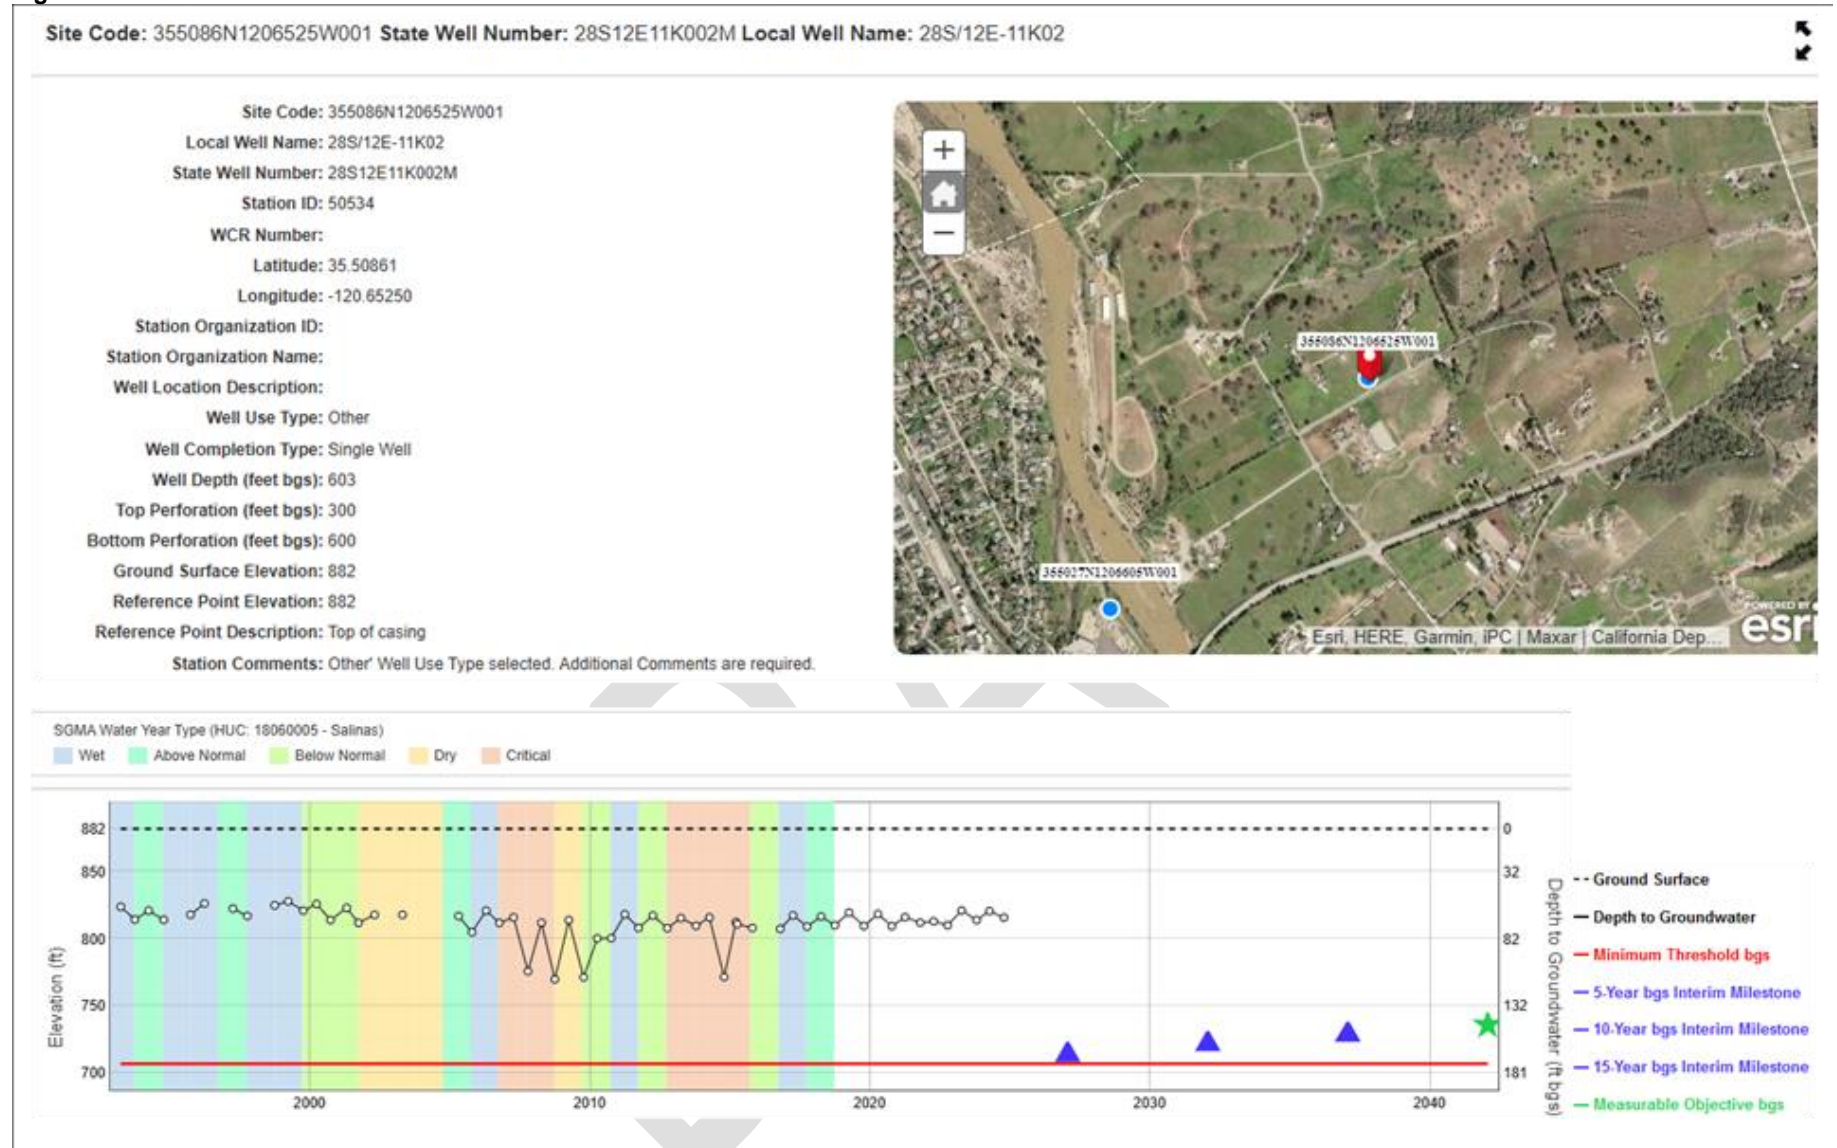 Site Code: 355086N1206525W001 State Well Number: 28S12E11K002M Local Well Name: 28S/12E-11K02
Site Code: 355086N1206525W001
Local Well Name: 28S/12E-11K02
State Well Number: 28S12E11K002M
Station ID: 50534
WCR Number:
Latitude: 35.50861
Longitude: -120.65250
Station Organization ID:
Station Organization Name:
Well Location Description:
Well Use Type: Other
Well Completion Type: Single Well
Well Depth (feet bgs): 603
Top Perforation (feet bgs): 300
Bottom Perforation (feet bgs): 600
Ground Surface Elevation: 882
Reference Point Elevation: 882
Reference Point Description: Top of casing
Station Comments: Other' Well Use Type selected. Additional Comments are required.
+
−
355086N1206525W001
355027N1206605W001
POWERED BY
esri
Esri, HERE, Garmin, iPC | Maxar | California Dep...
SGMA Water Year Type (HUC: 18060005 - Salinas)
Wet Above Normal Below Normal Dry Critical
Elevation (ft)
882
850
800
750
700
2000 2010 2020 2030 2040
0
32
82
132
181
Depth to Groundwater (ft bgs)
Ground Surface
Depth to Groundwater
Minimum Threshold bgs
5-Year bgs Interim Milestone
10-Year bgs Interim Milestone
15-Year bgs Interim Milestone
Measurable Objective bgs